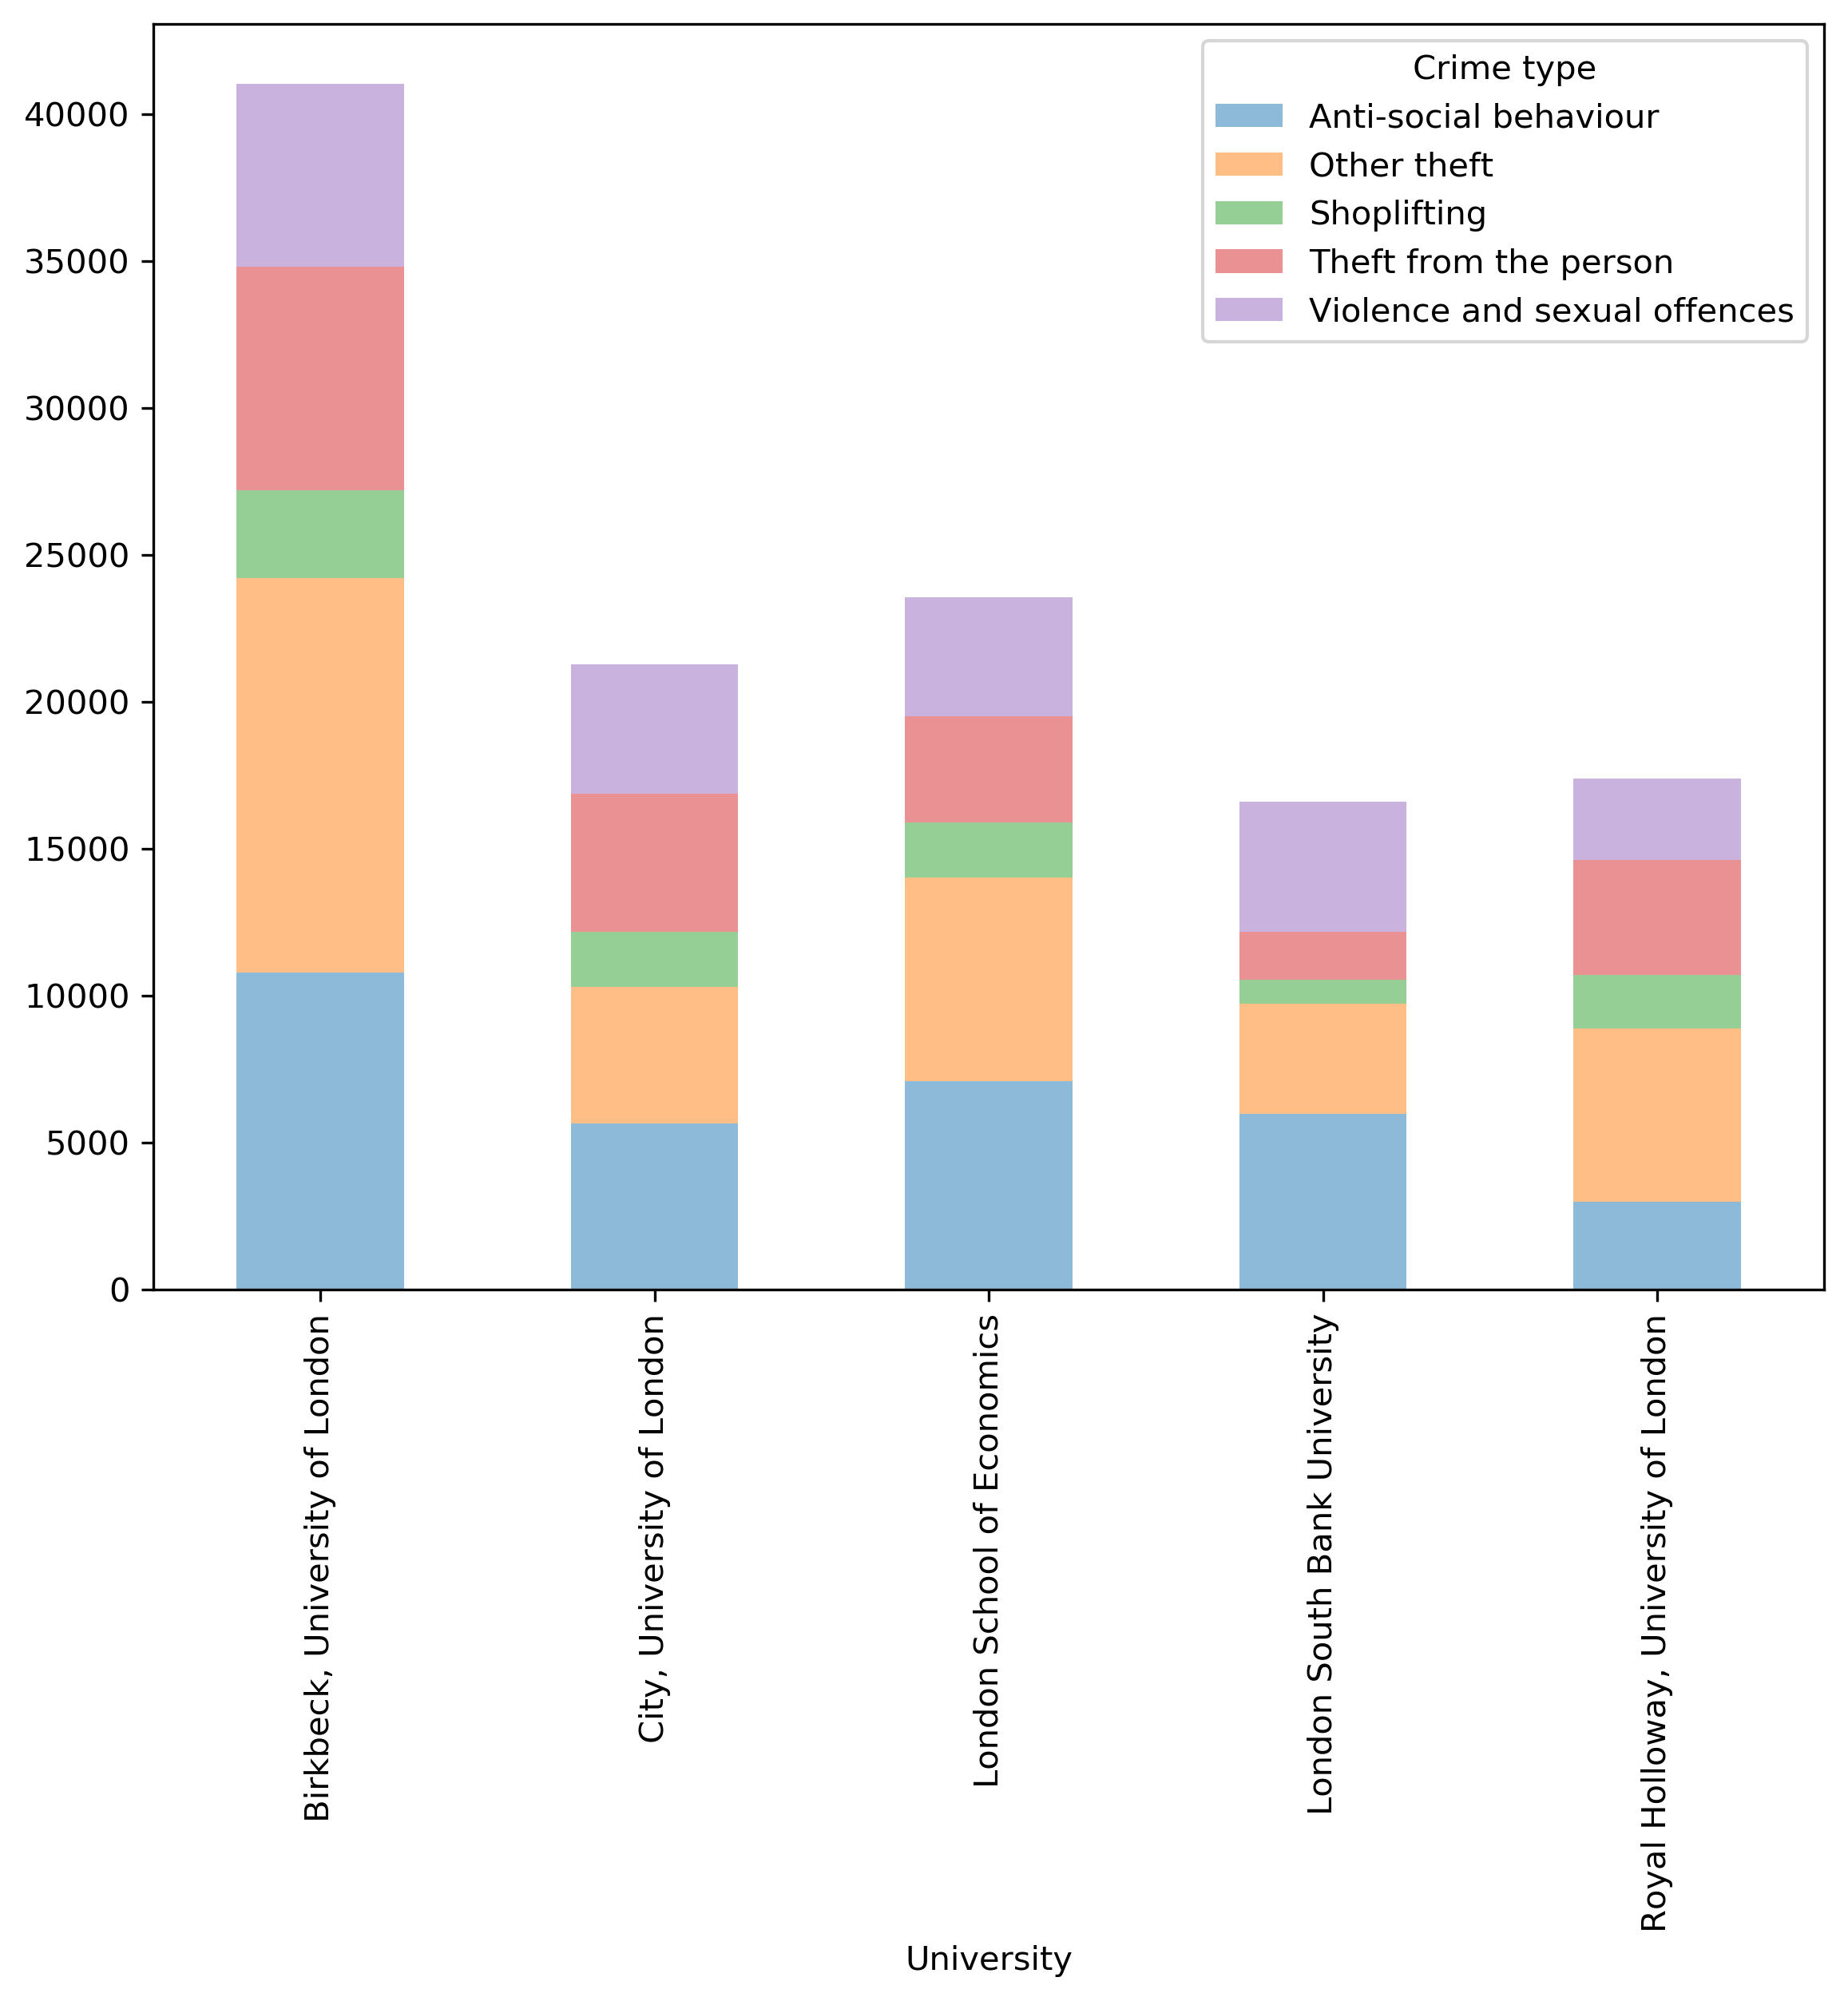 Crime type
Anti-social behaviour
Other theft
Shoplifting
Theft from the person
Violence and sexual offences
40000
35000
30000
25000
20000
15000
10000
5000
0
Birkbeck, University of London
City, University of London
London School of Economics
London South Bank University
Royal Holloway, University of London
University